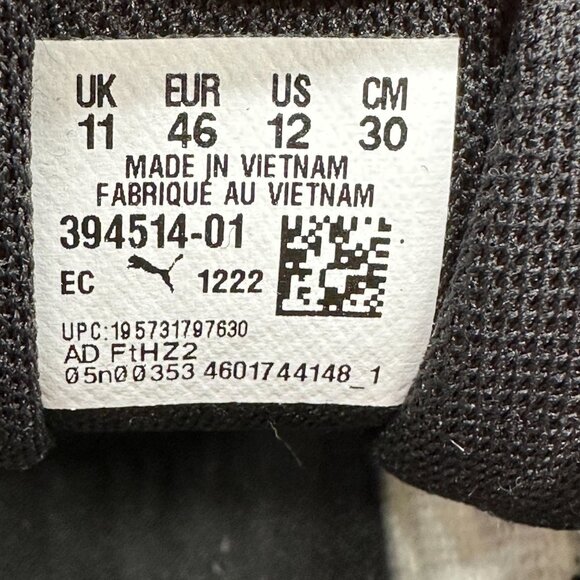 UK EUR US CM
11 46 12 30
MADE IN VIETNAM
FABRIQUÉ AU VIETNAM
394514-01
EC 1222
UPC:195731797630
AD FtHZ2
05n00353 4601744148_1